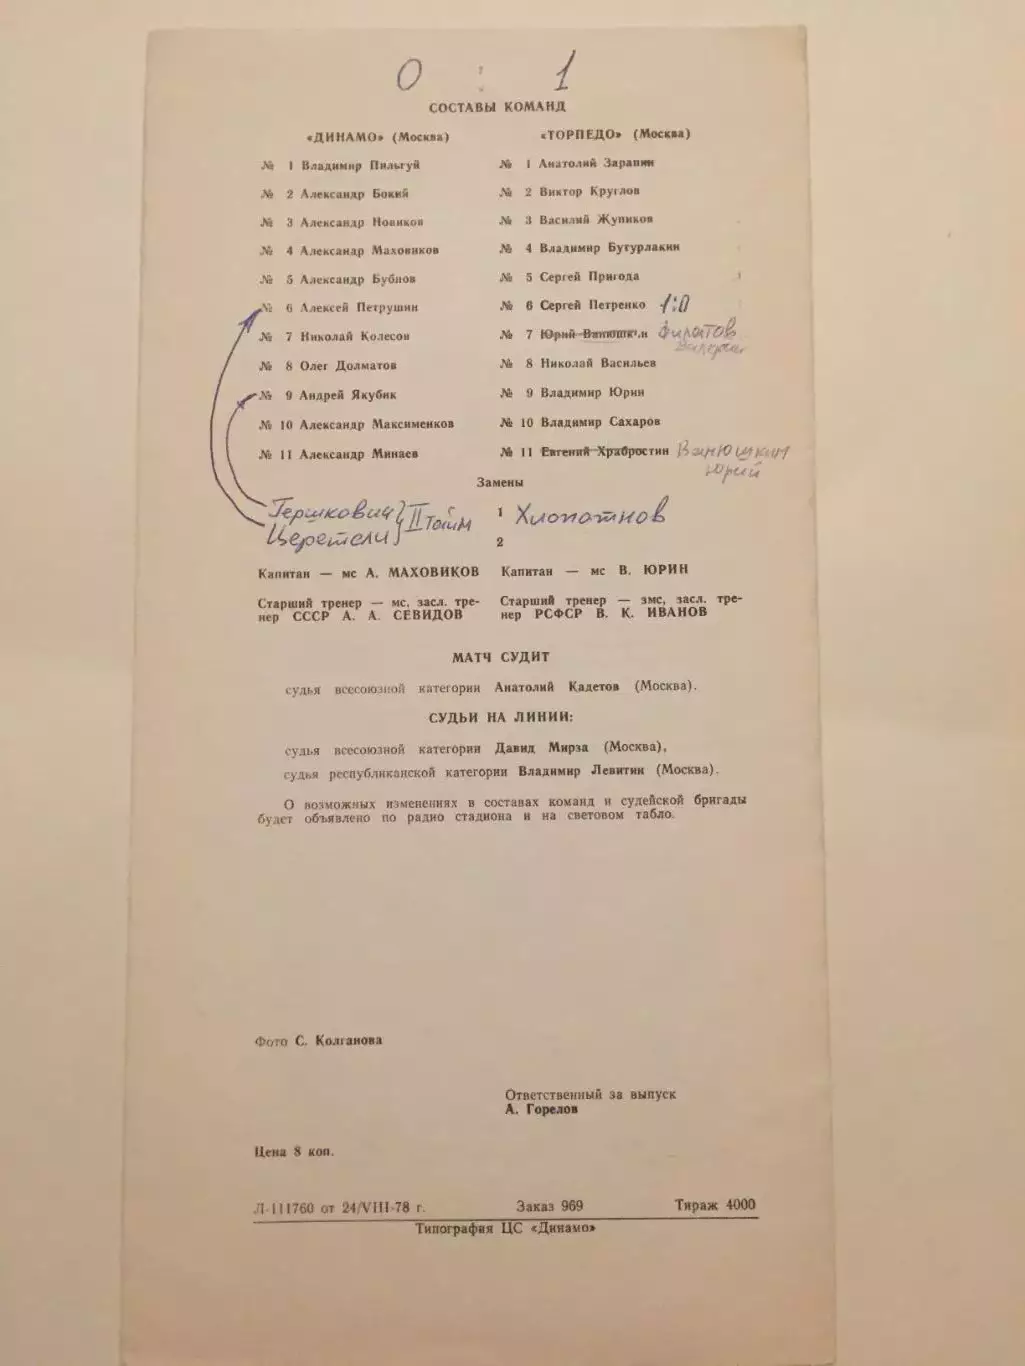 0 : 1
СОСТАВЫ КОМАНД
«ДИНАМО» (Москва) «ТОРПЕДО» (Москва)
№ 1 Владимир Пильгуй № 1 Анатолий Зарапин
№ 2 Александр Бокий № 2 Виктор Круглов
№ 3 Александр Новиков № 3 Василий Жупиков
№ 4 Александр Маховиков № 4 Владимир Бутурлакин
№ 5 Александр Бубнов № 5 Сергей Пригода
№ 6 Алексей Петрушин № 6 Сергей Петренко 1:0
№ 7 Николай Колесов № 7 Юрий Ванюшкин Филатов
Валерий
№ 8 Олег Долматов № 8 Николай Васильев
№ 9 Андрей Якубик № 9 Владимир Юрин
№ 10 Александр Максименков № 10 Владимир Сахаров
№ 11 Александр Минаев № 11 Евгений Храбростин Ванюшкин
Юрий
Замены
Гершкович} II тайм 1 Хлопотнов
Церетели} 2
Капитан — мс А. МАХОВИКОВ Капитан — мс В. ЮРИН
Старший тренер — мс, засл. тре- Старший тренер — змс, засл. тре-
нер СССР А. А. СЕВИДОВ нер РСФСР В. К. ИВАНОВ
МАТЧ СУДИТ
судья всесоюзной категории Анатолий Кадетов (Москва).
СУДЬИ НА ЛИНИИ:
судья всесоюзной категории Давид Мирза (Москва),
судья республиканской категории Владимир Левитин (Москва).
О возможных изменениях в составах команд и судейской бригады
будет объявлено по радио стадиона и на световом табло.
Фото С. Колганова
Ответственный за выпуск
А. Горелов
Цена 8 коп.
Л-111760 от 24/VIII-78 г. Заказ 969 Тираж 4000
Типография ЦС «Динамо»